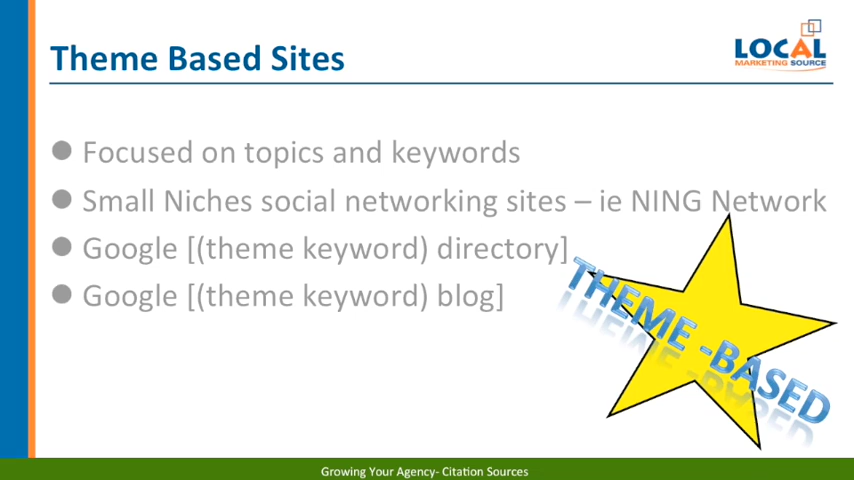 Theme Based Sites
LOCAL
MARKETING SOURCE
● Focused on topics and keywords
● Small Niches social networking sites – ie NING Network
● Google [(theme keyword) directory]
● Google [(theme keyword) blog]
THEME -BASED
Growing Your Agency- Citation Sources